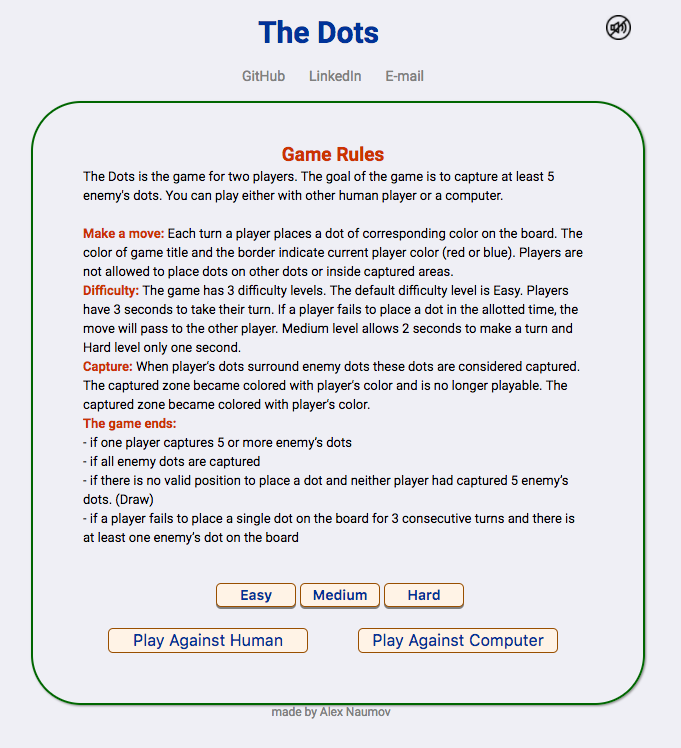 The Dots
GitHub LinkedIn E-mail
Game Rules
The Dots is the game for two players. The goal of the game is to capture at least 5
enemy's dots. You can play either with other human player or a computer.
Make a move: Each turn a player places a dot of corresponding color on the board. The
color of game title and the border indicate current player color (red or blue). Players are
not allowed to place dots on other dots or inside captured areas.
Difficulty: The game has 3 difficulty levels. The default difficulty level is Easy. Players
have 3 seconds to take their turn. If a player fails to place a dot in the allotted time, the
move will pass to the other player. Medium level allows 2 seconds to make a turn and
Hard level only one second.
Capture: When player's dots surround enemy dots these dots are considered captured.
The captured zone became colored with player's color and is no longer playable. The
captured zone became colored with player's color.
The game ends:
- if one player captures 5 or more enemy's dots
- if all enemy dots are captured
- if there is no valid position to place a dot and neither player had captured 5 enemy's
dots. (Draw)
- if a player fails to place a single dot on the board for 3 consecutive turns and there is
at least one enemy's dot on the board
Easy Medium Hard
Play Against Human Play Against Computer
made by Alex Naumov